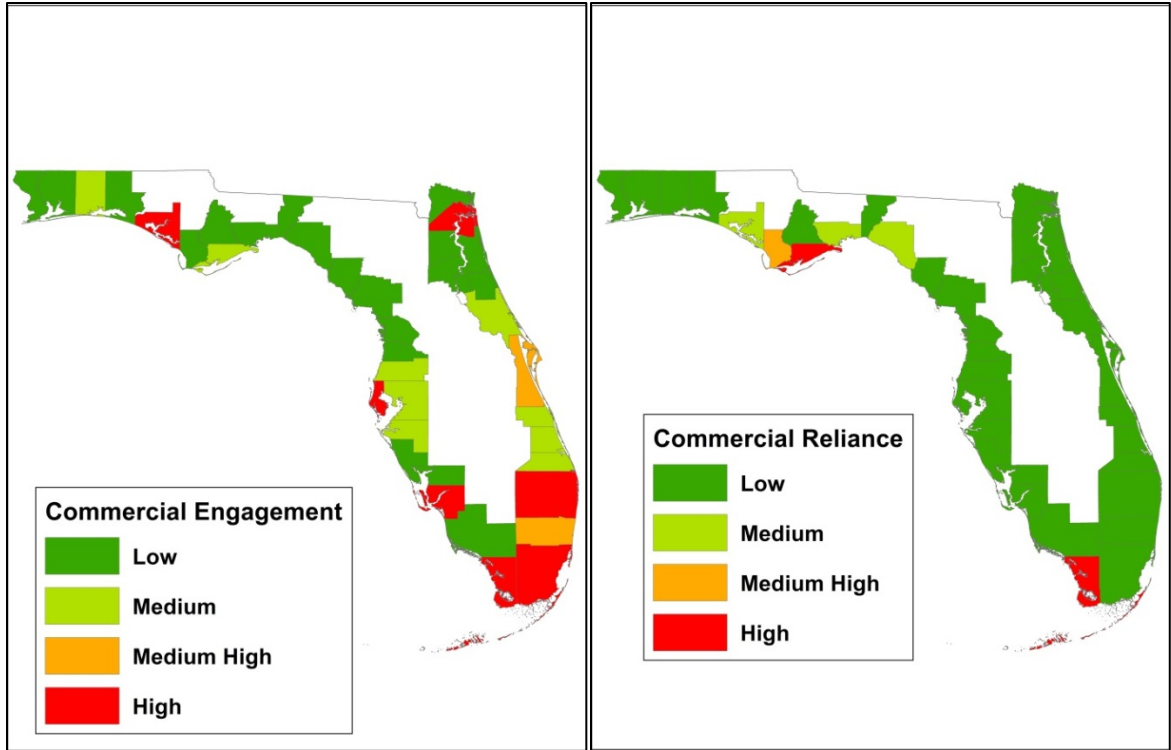 Commercial Engagement
Low
Medium
Medium High
High
Commercial Reliance
Low
Medium
Medium High
High